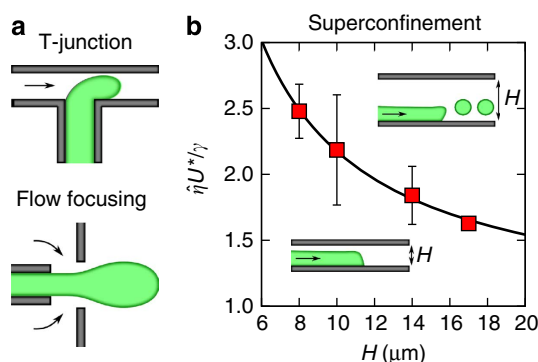 a
T-junction
Flow focusing
b
Superconfinement
η̂U*/γ
3.0
2.5
2.0
1.5
1.0
H
H
6 8 10 12 14 16 18 20
H (μm)